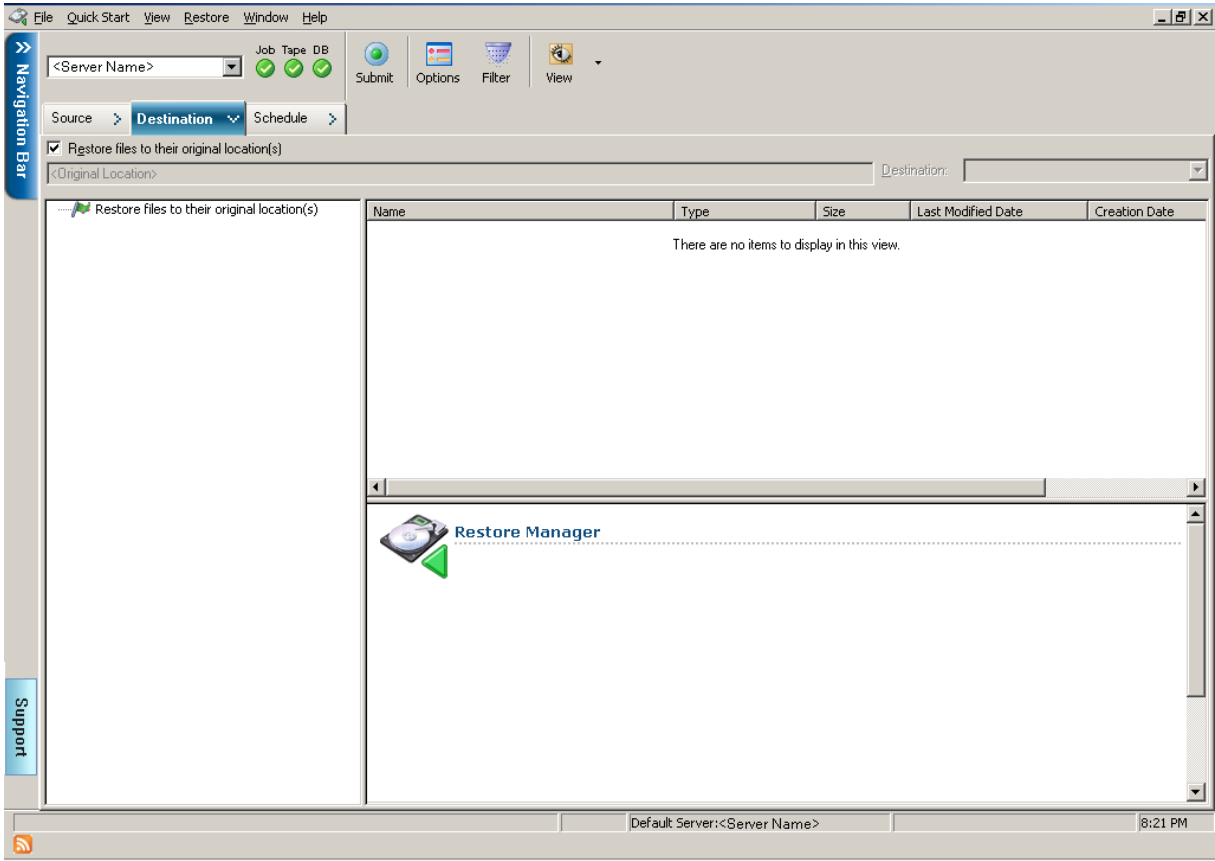 File Quick Start View Restore Window Help
Navigation Bar
<Server Name>
Job Tape DB
Submit Options Filter View
Source Destination Schedule
Restore files to their original location(s)
<Original Location> Destination:
Restore files to their original location(s)
Name Type Size Last Modified Date Creation Date
There are no items to display in this view.
Restore Manager
Support
Default Server:<Server Name> 8:21 PM